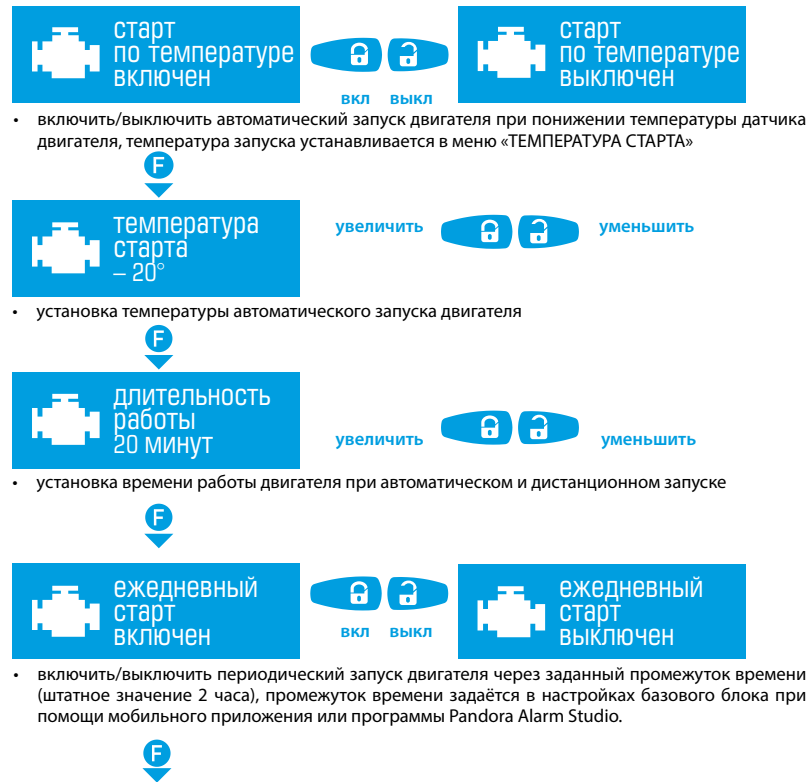 старт
по температуре
включен
вкл выкл
старт
по температуре
выключен
• включить/выключить автоматический запуск двигателя при понижении температуры датчика
двигателя, температура запуска устанавливается в меню «ТЕМПЕРАТУРА СТАРТА»
F
температура
старта
– 20°
увеличить
уменьшить
• установка температуры автоматического запуска двигателя
F
длительность
работы
20 минут
увеличить
уменьшить
• установка времени работы двигателя при автоматическом и дистанционном запуске
F
ежедневный
старт
включен
вкл выкл
ежедневный
старт
выключен
• включить/выключить периодический запуск двигателя через заданный промежуток времени
(штатное значение 2 часа), промежуток времени задаётся в настройках базового блока при
помощи мобильного приложения или программы Pandora Alarm Studio.
F